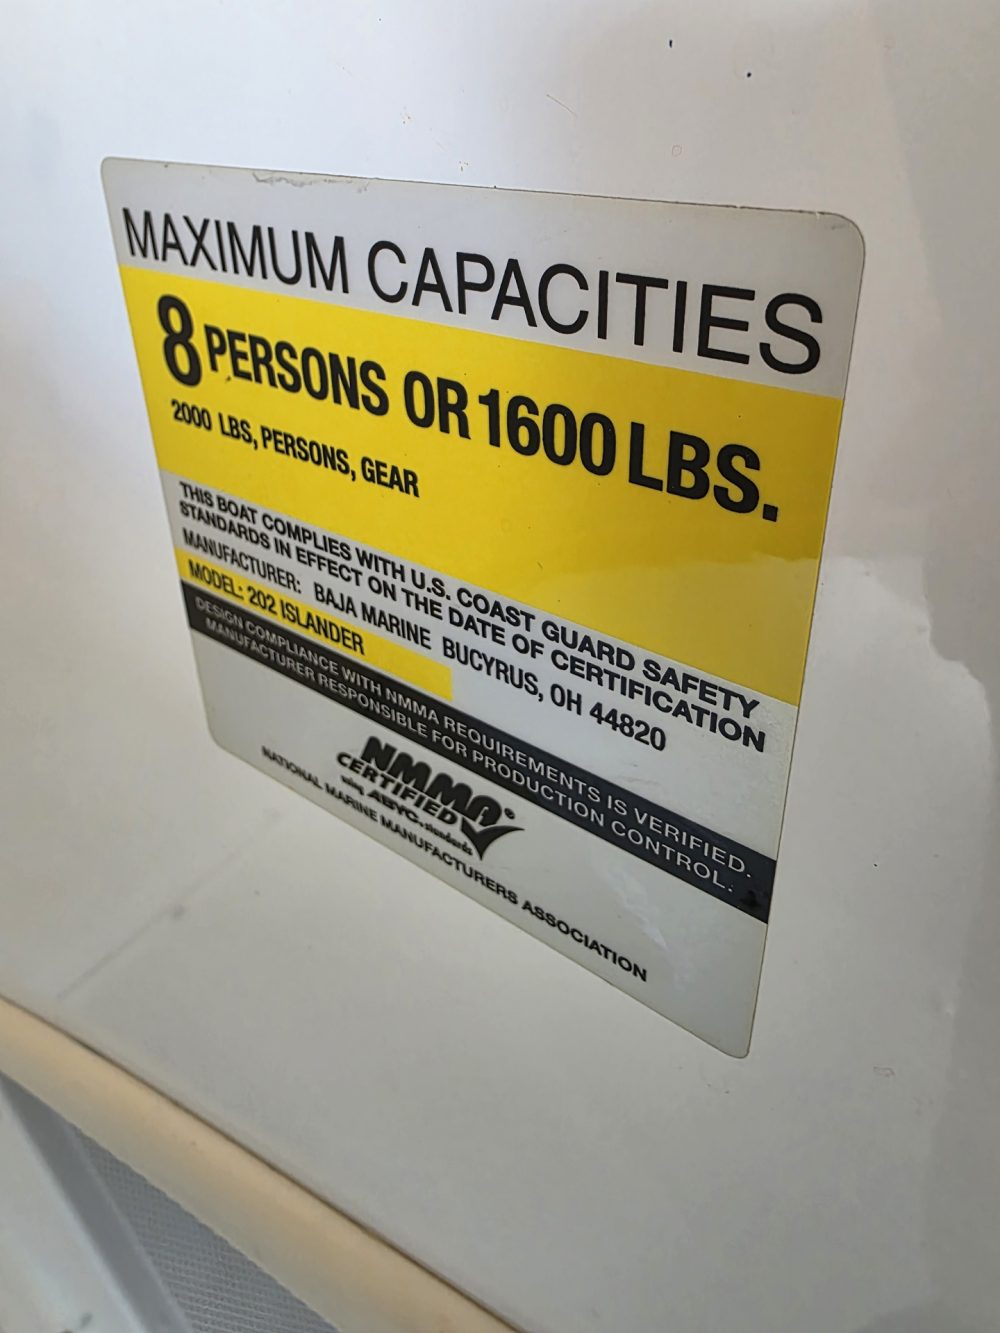 MAXIMUM CAPACITIES
8 PERSONS OR 1600 LBS.
2000 LBS, PERSONS, GEAR
THIS BOAT COMPLIES WITH U.S. COAST GUARD SAFETY
STANDARDS IN EFFECT ON THE DATE OF CERTIFICATION
MANUFACTURER: BAJA MARINE BUCYRUS, OH 44820
MODEL: 202 ISLANDER
DESIGN COMPLIANCE WITH NMMA REQUIREMENTS IS VERIFIED.
MANUFACTURER RESPONSIBLE FOR PRODUCTION CONTROL.
NMMA®
CERTIFIED
using ABYC. standards
NATIONAL MARINE MANUFACTURERS ASSOCIATION